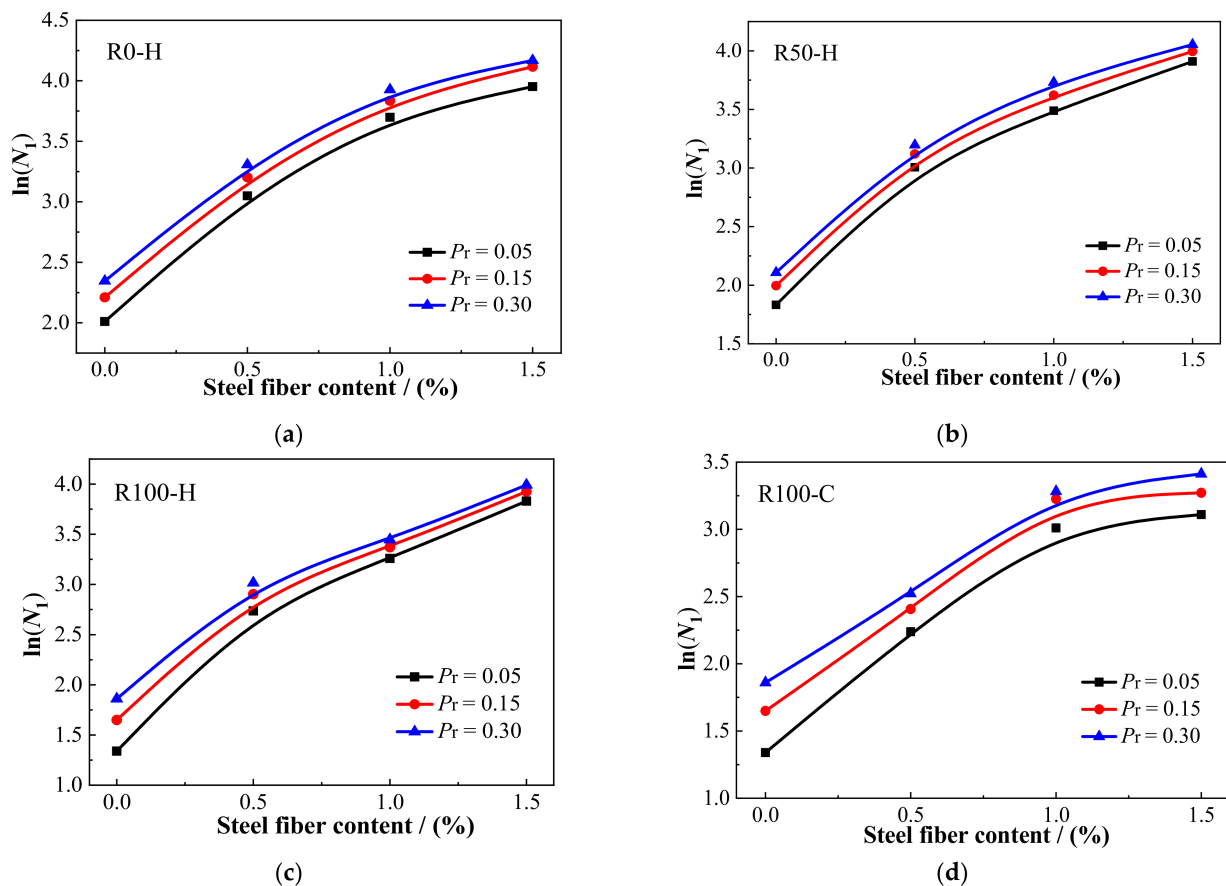 R0-H
4.5
4.0
3.5
3.0
2.5
2.0
ln(N1)
Pr = 0.05
Pr = 0.15
Pr = 0.30
0.0 0.5 1.0 1.5
Steel fiber content / (%)
(a)
R50-H
4.0
3.5
3.0
2.5
2.0
1.5
ln(N1)
Pr = 0.05
Pr = 0.15
Pr = 0.30
0.0 0.5 1.0 1.5
Steel fiber content / (%)
(b)
R100-H
4.0
3.5
3.0
2.5
2.0
1.5
1.0
ln(N1)
Pr = 0.05
Pr = 0.15
Pr = 0.30
0.0 0.5 1.0 1.5
Steel fiber content / (%)
(c)
R100-C
3.5
3.0
2.5
2.0
1.5
1.0
ln(N1)
Pr = 0.05
Pr = 0.15
Pr = 0.30
0.0 0.5 1.0 1.5
Steel fiber content / (%)
(d)